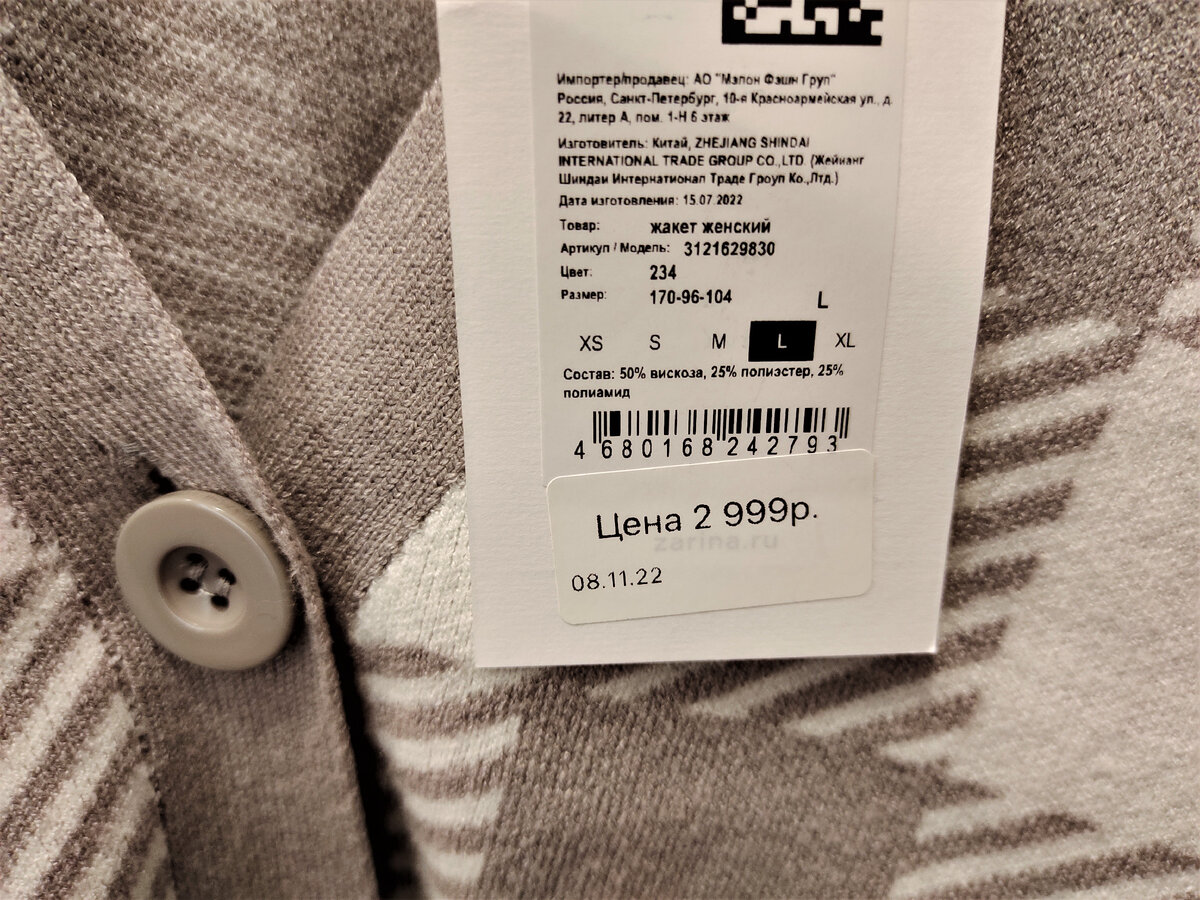 Импортер/продавец: АО "Мэлон Фэшн Груп"
Россия, Санкт-Петербург, 10-я Красноармейская ул., д.
22, литер А, пом. 1-Н 6 этаж
Изготовитель: Китай, ZHEJIANG SHINDAI
INTERNATIONAL TRADE GROUP CO.,LTD. (Жейианг
Шиндаи Интернатионал Траде Гроуп Ко.,Лтд.)
Дата изготовления: 15.07.2022
Товар: жакет женский
Артикул / Модель: 3121629830
Цвет: 234
Размер: 170-96-104 L
XS S M L XL
Состав: 50% вискоза, 25% полиэстер, 25%
полиамид
4 680168 242793
Цена 2 999р.
zarina.ru
08.11.22